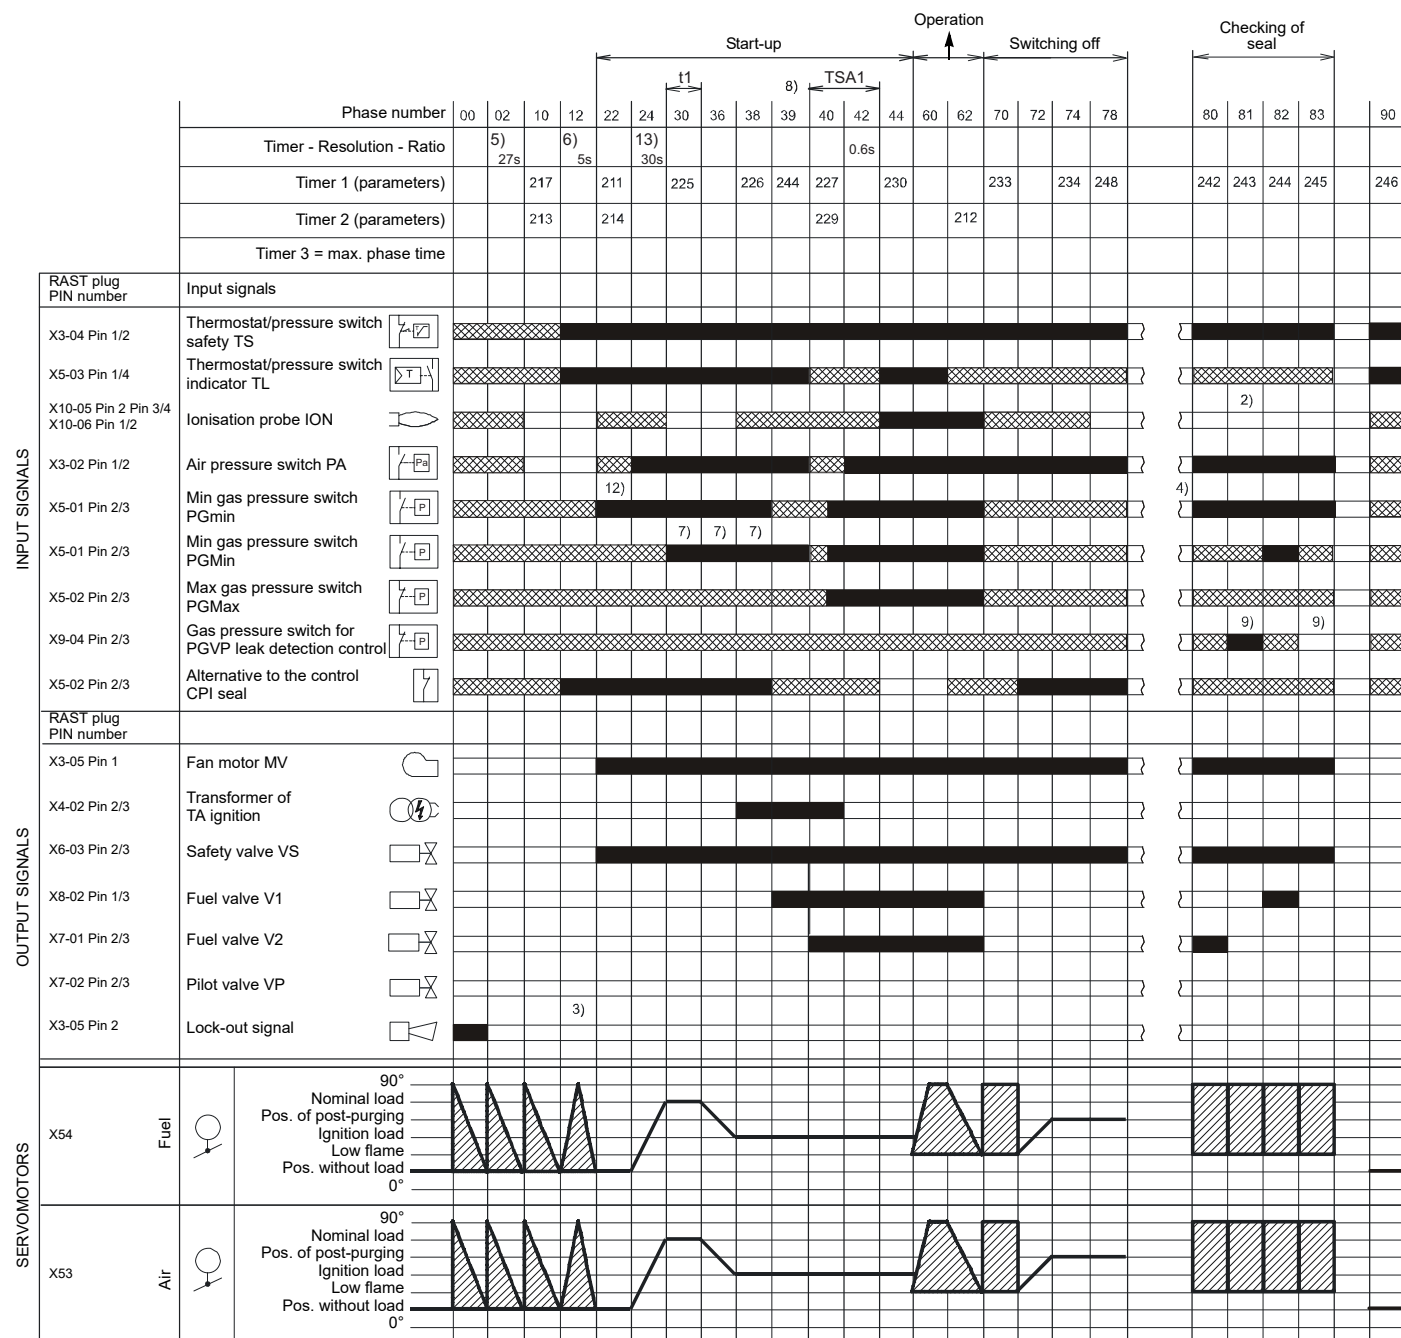 Operation
Start-up
Switching off
Checking of
seal
t1
8)
TSA1
Phase number 00 02 10 12 22 24 30 36 38 39 40 42 44 60 62 70 72 74 78 80 81 82 83 90
Timer - Resolution - Ratio 5) 27s 6) 5s 13) 30s 0.6s
Timer 1 (parameters) 217 211 225 226 244 227 230 233 234 248 242 243 244 245 246
Timer 2 (parameters) 213 214 229 212
Timer 3 = max. phase time
RAST plug
PIN number
Input signals
INPUT SIGNALS
X3-04 Pin 1/2
Thermostat/pressure switch
safety TS
X5-03 Pin 1/4
Thermostat/pressure switch
indicator TL
T
2)
X10-05 Pin 2 Pin 3/4
X10-06 Pin 1/2
Ionisation probe ION
X3-02 Pin 1/2
Air pressure switch PA
Pa
12)
4)
X5-01 Pin 2/3
Min gas pressure switch
PGmin
P
7) 7) 7)
X5-01 Pin 2/3
Min gas pressure switch
PGMin
P
X5-02 Pin 2/3
Max gas pressure switch
PGMax
P
9) 9)
X9-04 Pin 2/3
Gas pressure switch for
PGVP leak detection control
P
X5-02 Pin 2/3
Alternative to the control
CPI seal
RAST plug
PIN number
OUTPUT SIGNALS
X3-05 Pin 1
Fan motor MV
X4-02 Pin 2/3
Transformer of
TA ignition
X6-03 Pin 2/3
Safety valve VS
X8-02 Pin 1/3
Fuel valve V1
X7-01 Pin 2/3
Fuel valve V2
X7-02 Pin 2/3
Pilot valve VP
3)
X3-05 Pin 2
Lock-out signal
SERVOMOTORS
X54
Fuel
90°
Nominal load
Pos. of post-purging
Ignition load
Low flame
Pos. without load
0°
X53
Air
90°
Nominal load
Pos. of post-purging
Ignition load
Low flame
Pos. without load
0°